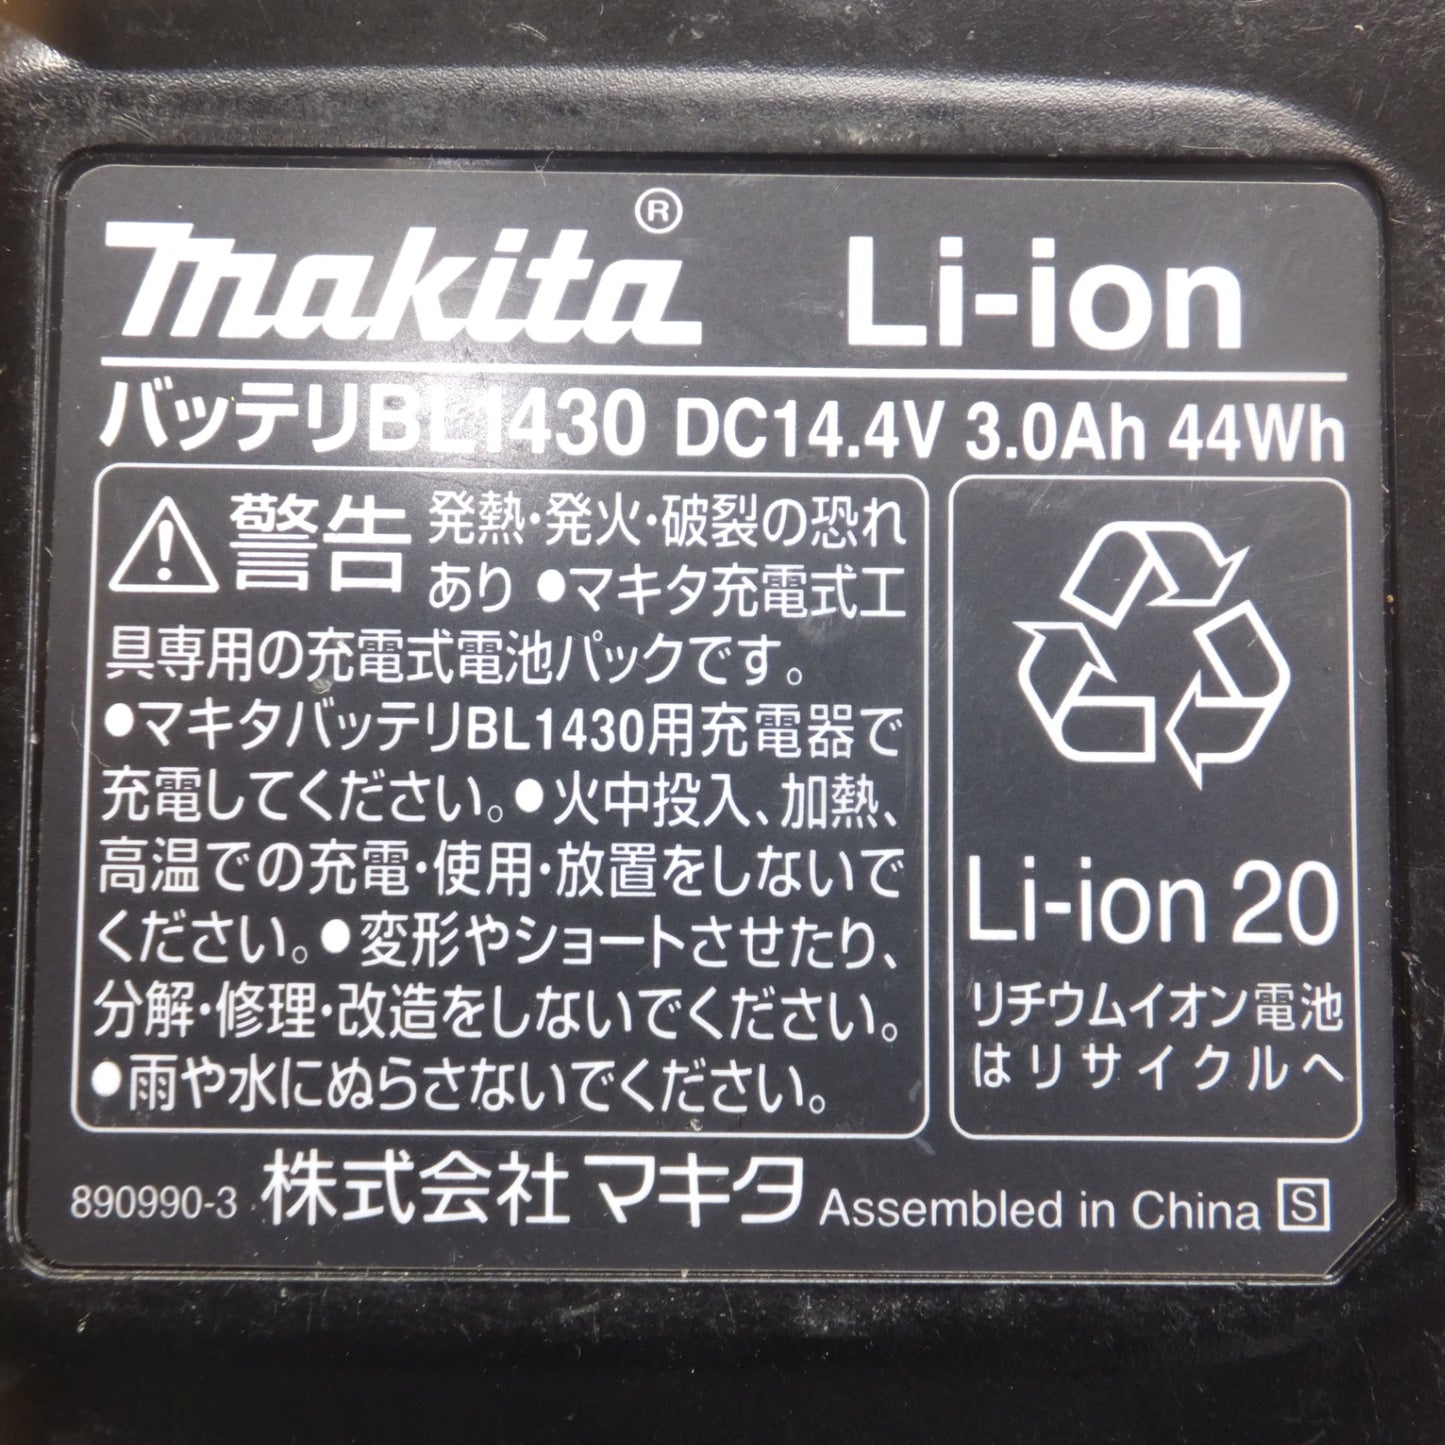 makita® Li-ion
バッテリBL1430 DC14.4V 3.0Ah 44Wh
警告 発熱・発火・破裂の恐れ
あり ●マキタ充電式工
具専用の充電式電池パックです。
●マキタバッテリBL1430用充電器で
充電してください。●火中投入、加熱、
高温での充電・使用・放置をしないで
ください。●変形やショートさせたり、
分解・修理・改造をしないでください。
●雨や水にぬらさないでください。
Li-ion 20
リチウムイオン電池
はリサイクルへ
890990-3 株式会社マキタ Assembled in China S